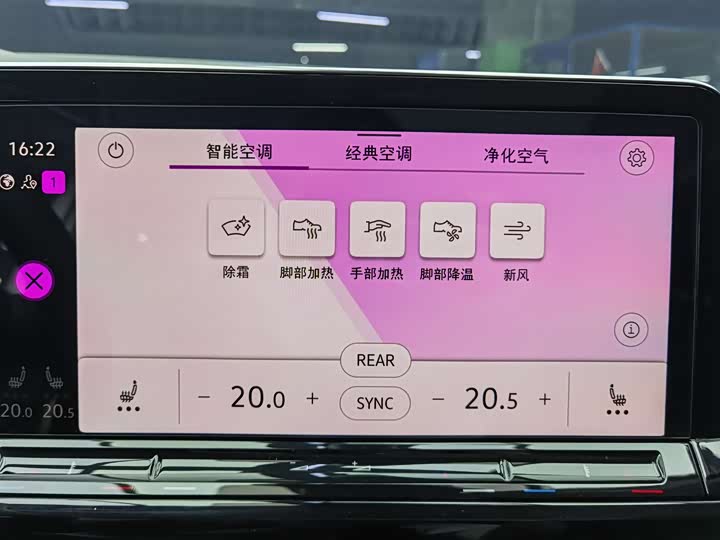 16:22
1
智能空调
经典空调
净化空气
除霜
脚部加热
手部加热
脚部降温
新风
REAR
20.0 20.5
− 20.0 +
SYNC
− 20.5 +